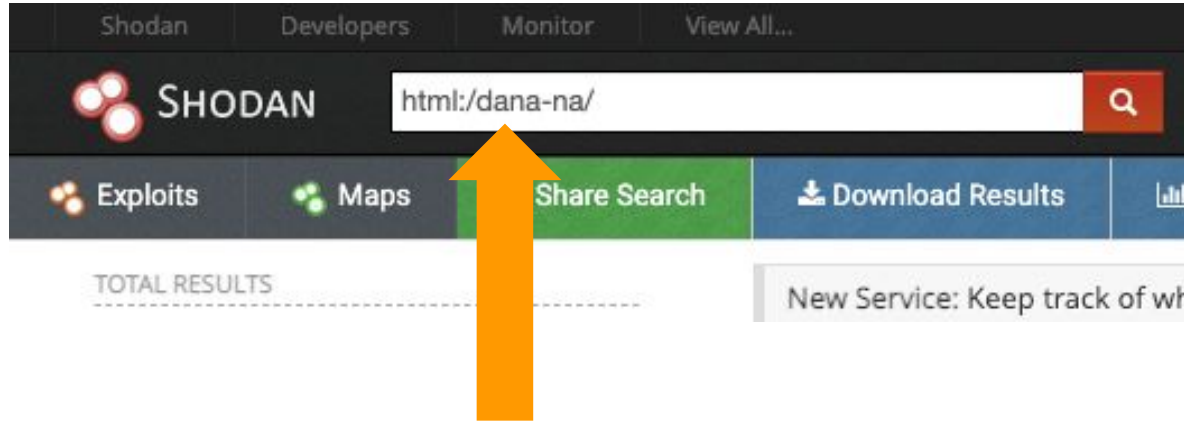 Shodan Developers Monitor View All...
SHODAN html:/dana-na/
Exploits Maps Share Search Download Results
TOTAL RESULTS
New Service: Keep track of wh